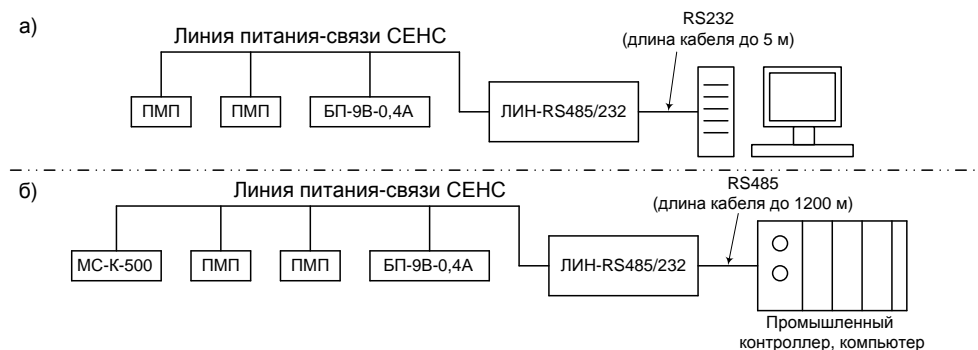 а)
Линия питания-связи СЕНС
RS232
(длина кабеля до 5 м)
ПМП
ПМП
БП-9В-0,4А
ЛИН-RS485/232
б)
Линия питания-связи СЕНС
RS485
(длина кабеля до 1200 м)
МС-К-500
ПМП
ПМП
БП-9В-0,4А
ЛИН-RS485/232
Промышленный
контроллер, компьютер